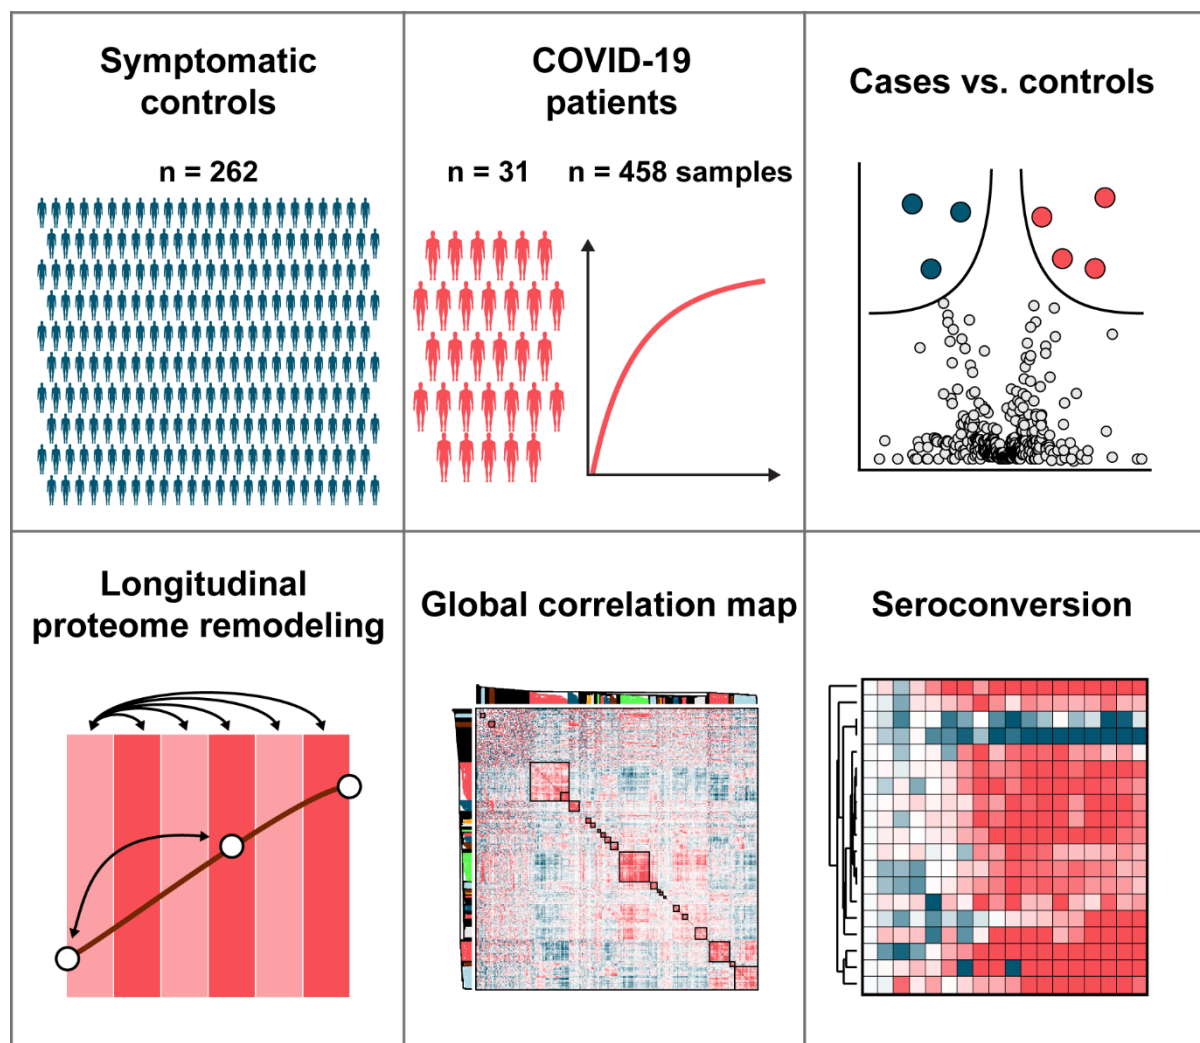 Symptomatic
controls
n = 262
COVID-19
patients
n = 31
n = 458 samples
Cases vs. controls
Longitudinal
proteome remodeling
Global correlation map
Seroconversion